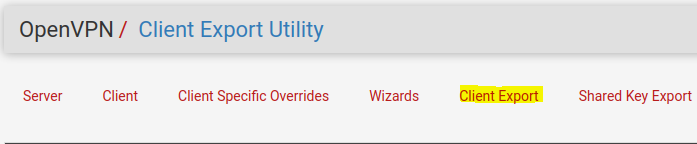 OpenVPN / Client Export Utility
Server Client Client Specific Overrides Wizards Client Export Shared Key Export